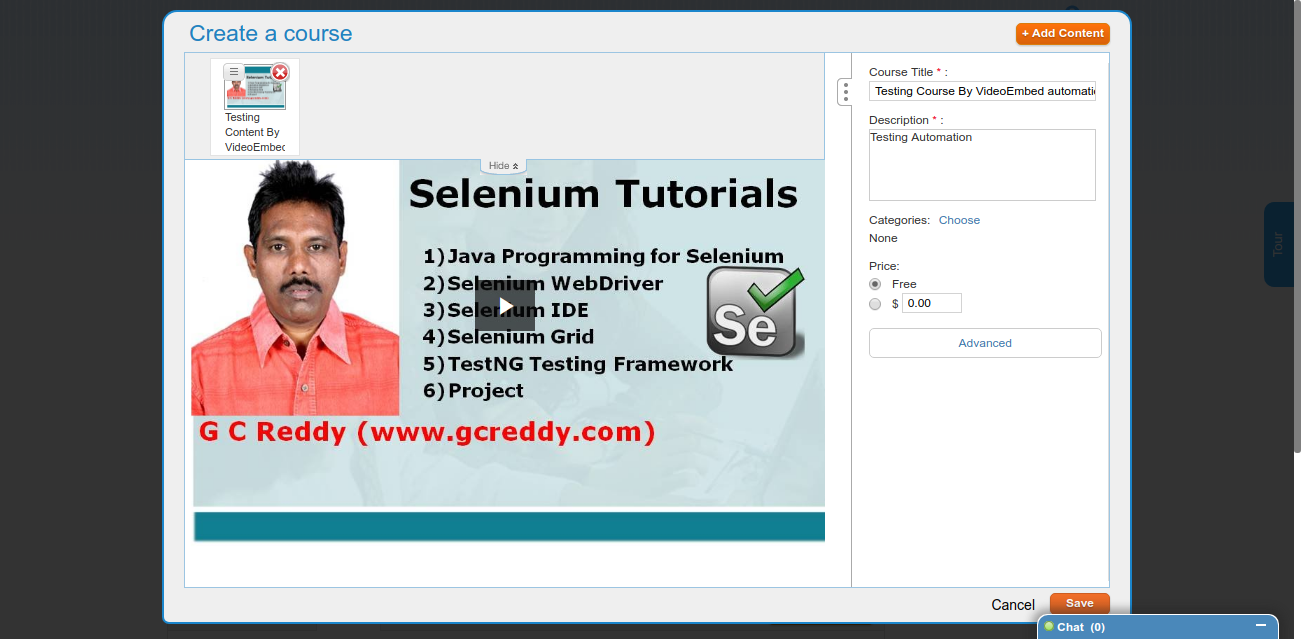 Create a course
+ Add Content
Testing
Content By
VideoEmbec
Hide
Selenium Tutorials
1)Java Programming for Selenium
2)Selenium WebDriver
3)Selenium IDE
4)Selenium Grid
5)TestNG Testing Framework
6)Project
Se
G C Reddy (www.gcreddy.com)
Course Title * :
Testing Course By VideoEmbed automati
Description * :
Testing Automation
Categories: Choose
None
Price:
Free
$ 0.00
Advanced
Tour
Cancel
Save
Chat (0)